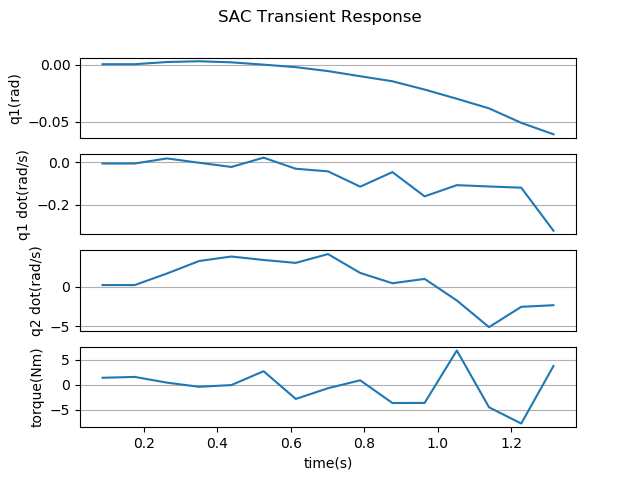 SAC Transient Response
q1(rad)
0.00
−0.05
q1 dot(rad/s)
0.0
−0.2
q2 dot(rad/s)
0
−5
torque(Nm)
5
0
−5
0.2 0.4 0.6 0.8 1.0 1.2
time(s)